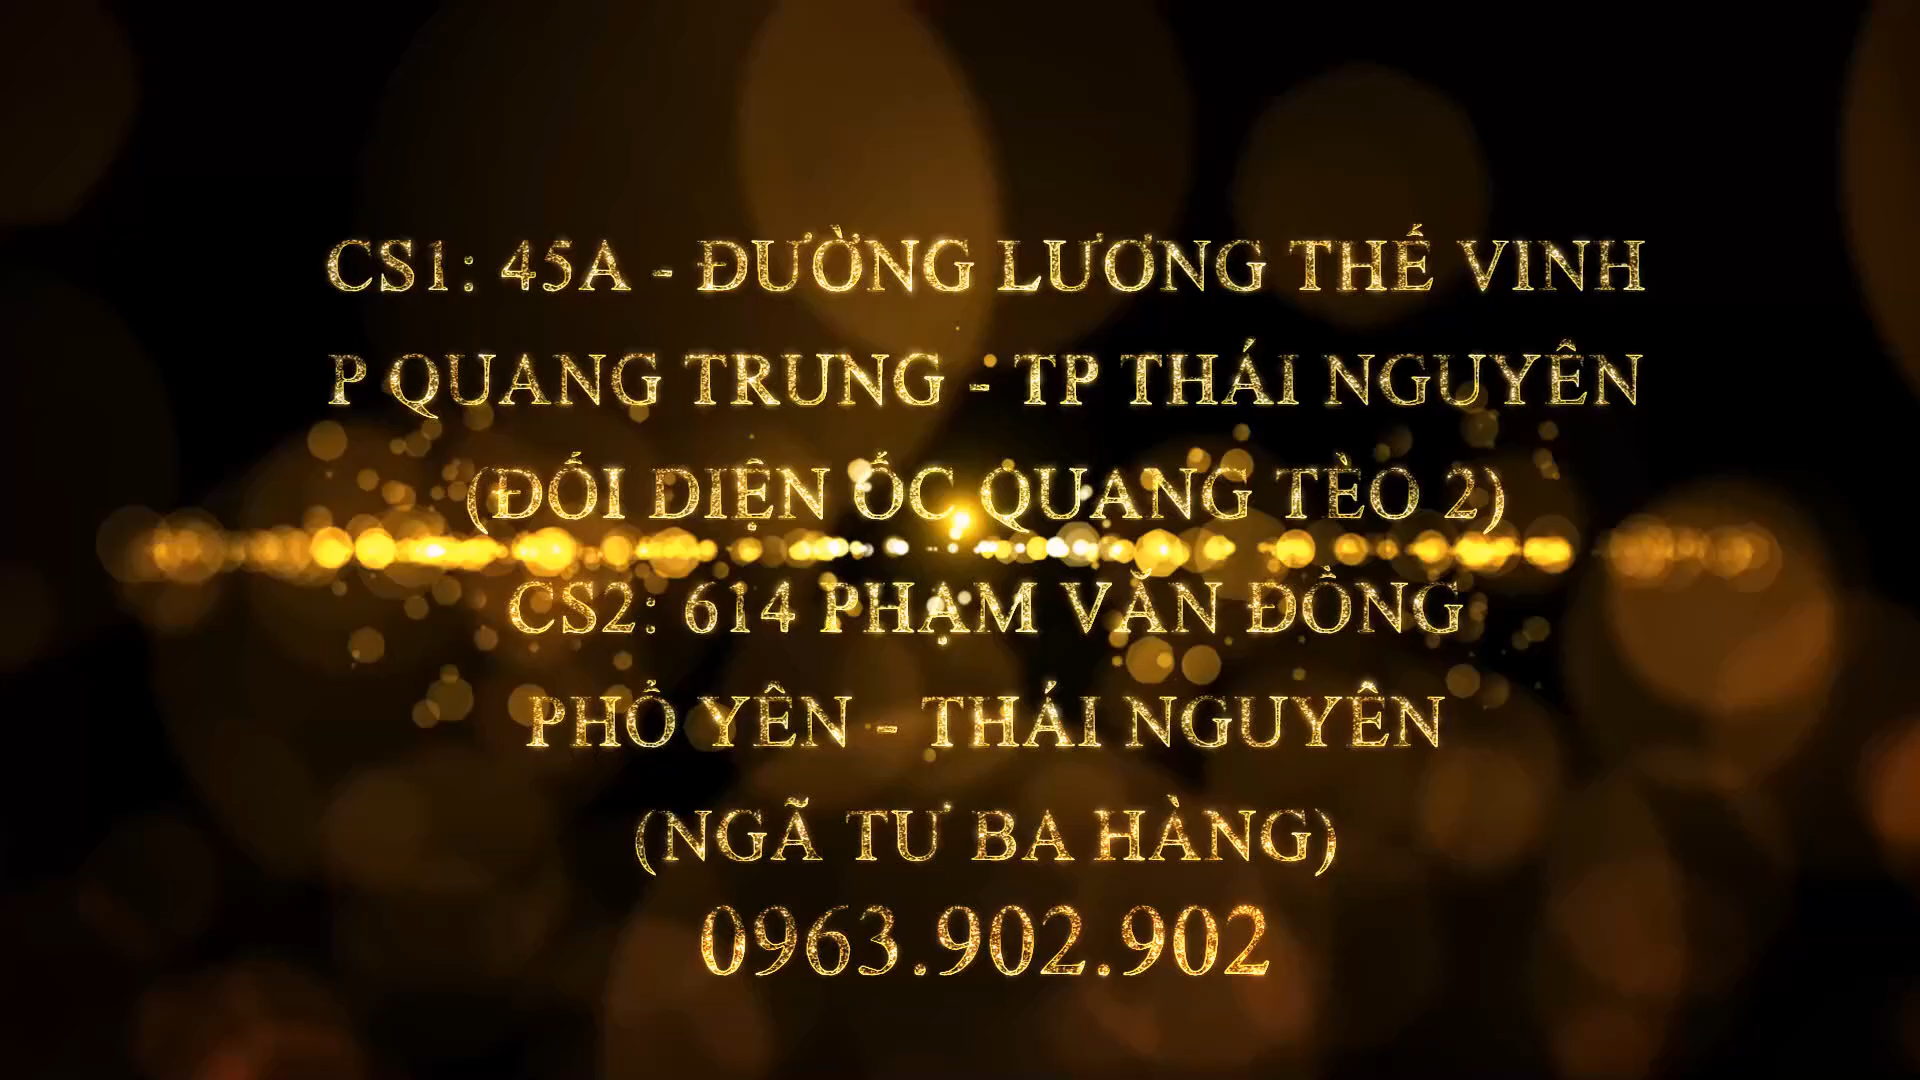 CS1: 45A - ĐƯỜNG LƯƠNG THẾ VINH
P QUANG TRUNG - TP THÁI NGUYÊN
(ĐỐI DIỆN ỐC QUANG TÈO 2)
CS2: 614 PHẠM VĂN ĐỒNG
PHỔ YÊN - THÁI NGUYÊN
(NGÃ TƯ BA HÀNG)
0963.902.902